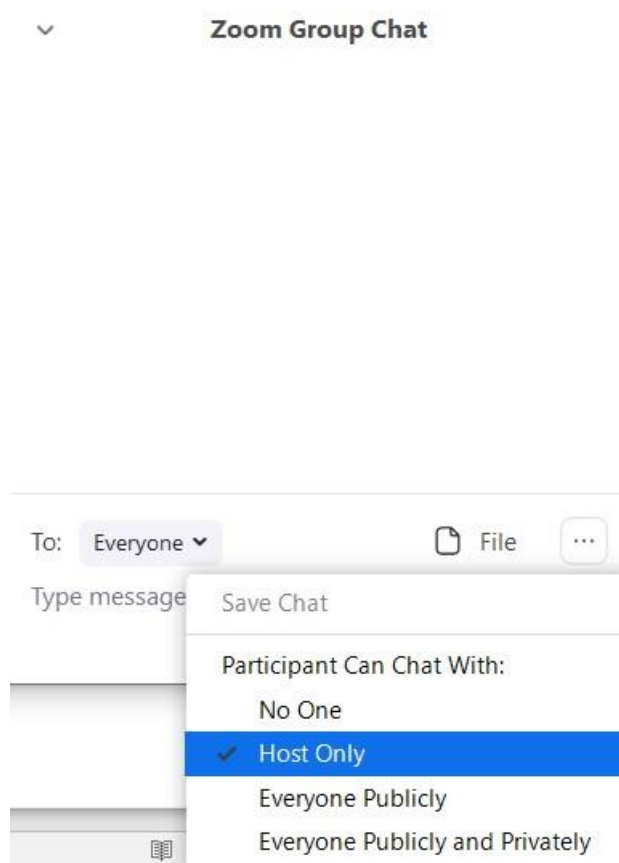 Zoom Group Chat
To: Everyone File ...
Type message
Save Chat
Participant Can Chat With:
No One
Host Only
Everyone Publicly
Everyone Publicly and Privately